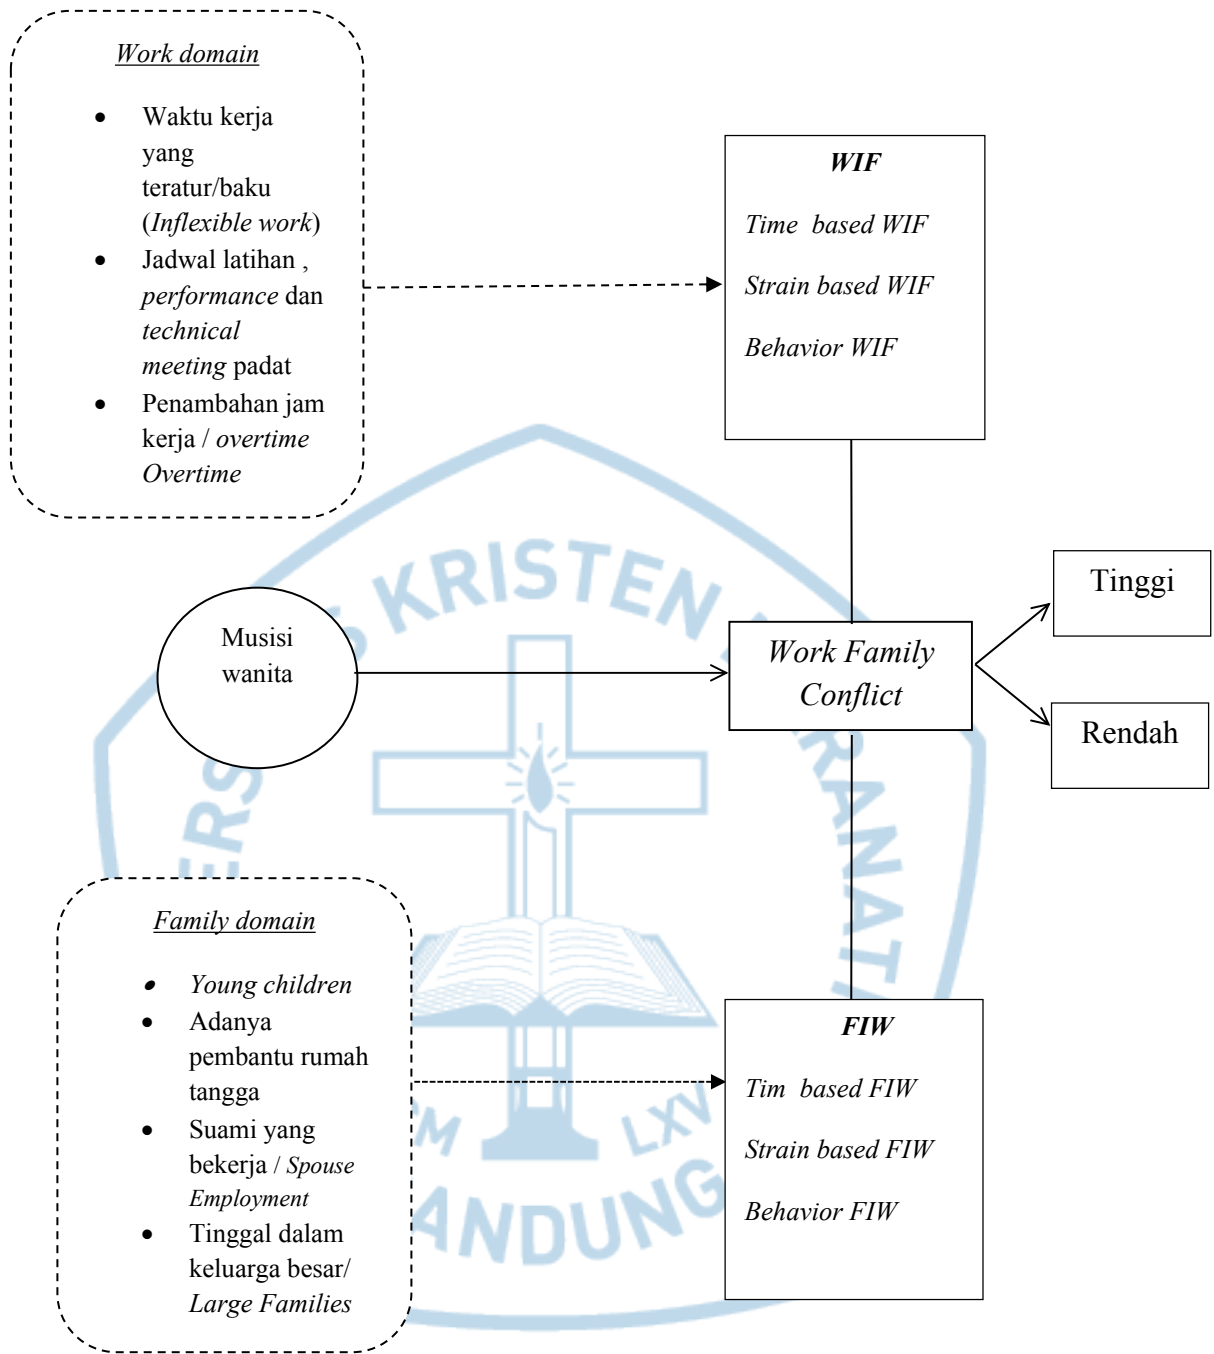 Work domain
• Waktu kerja
yang
teratur/baku
(Inflexible work)
• Jadwal latihan ,
performance dan
technical
meeting padat
• Penambahan jam
kerja / overtime
Overtime
WIF
Time based WIF
Strain based WIF
Behavior WIF
Musisi
wanita
Work Family
Conflict
Tinggi
Rendah
Family domain
• Young children
• Adanya
pembantu rumah
tangga
• Suami yang
bekerja / Spouse
Employment
• Tinggal dalam
keluarga besar/
Large Families
FIW
Tim based FIW
Strain based FIW
Behavior FIW
ERS
S KRISTEN
RANAT
M
LXV
ANDUNG